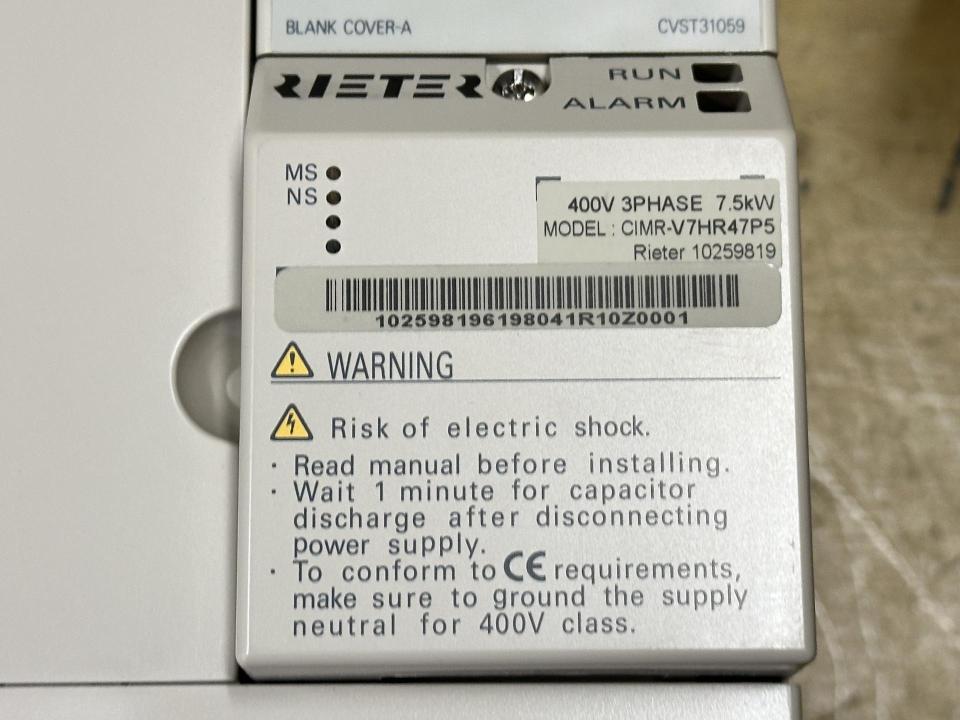 BLANK COVER-A CVST31059
RIETER RUN
ALARM
MS
NS
400V 3PHASE 7.5kW
MODEL : CIMR-V7HR47P5
Rieter 10259819
102598196198041R10Z0001
WARNING
Risk of electric shock.
· Read manual before installing.
· Wait 1 minute for capacitor
discharge after disconnecting
power supply.
· To conform to CE requirements,
make sure to ground the supply
neutral for 400V class.